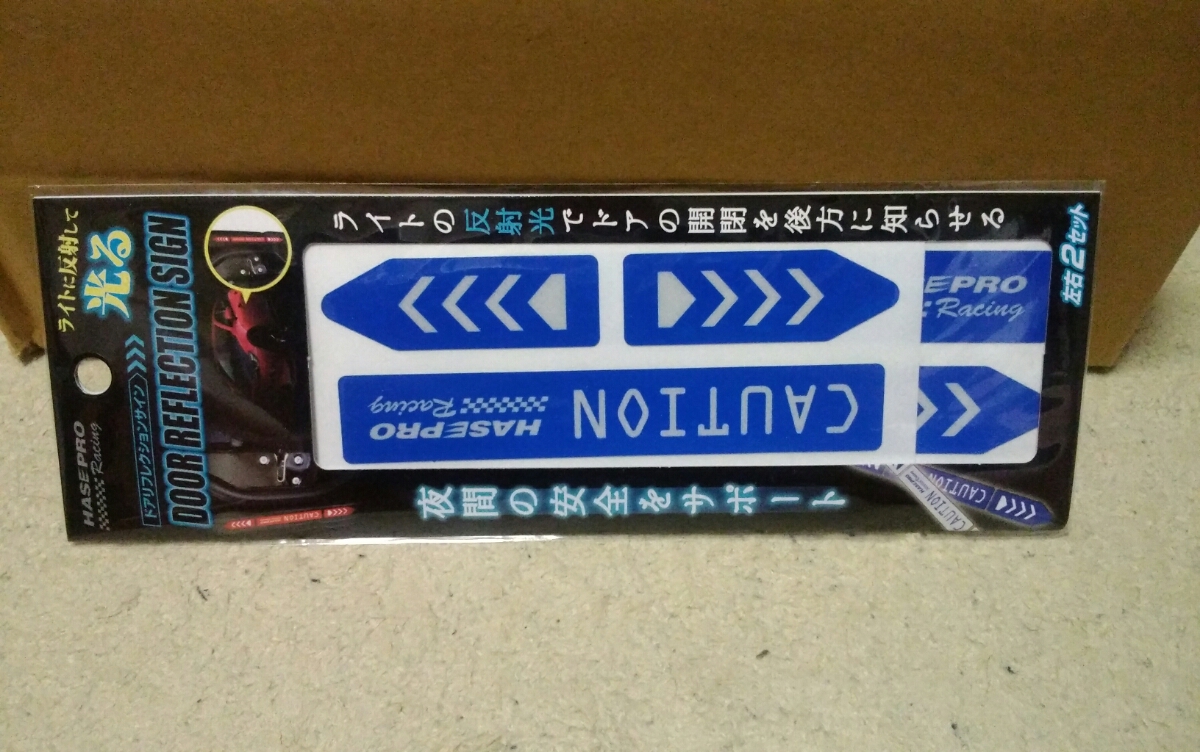 ライトに反射して
光る
ドアリフレクションサイン
DOOR REFLECTION SIGN
HASEPRO
Racing
ライトの反射光でドアの開閉を後方に知らせる
左右2セット
EPRO
Racing
CAUTION
HASEPRO
Racing
夜間の安全をサポート
CAUTION
CAUTION
CAUTION